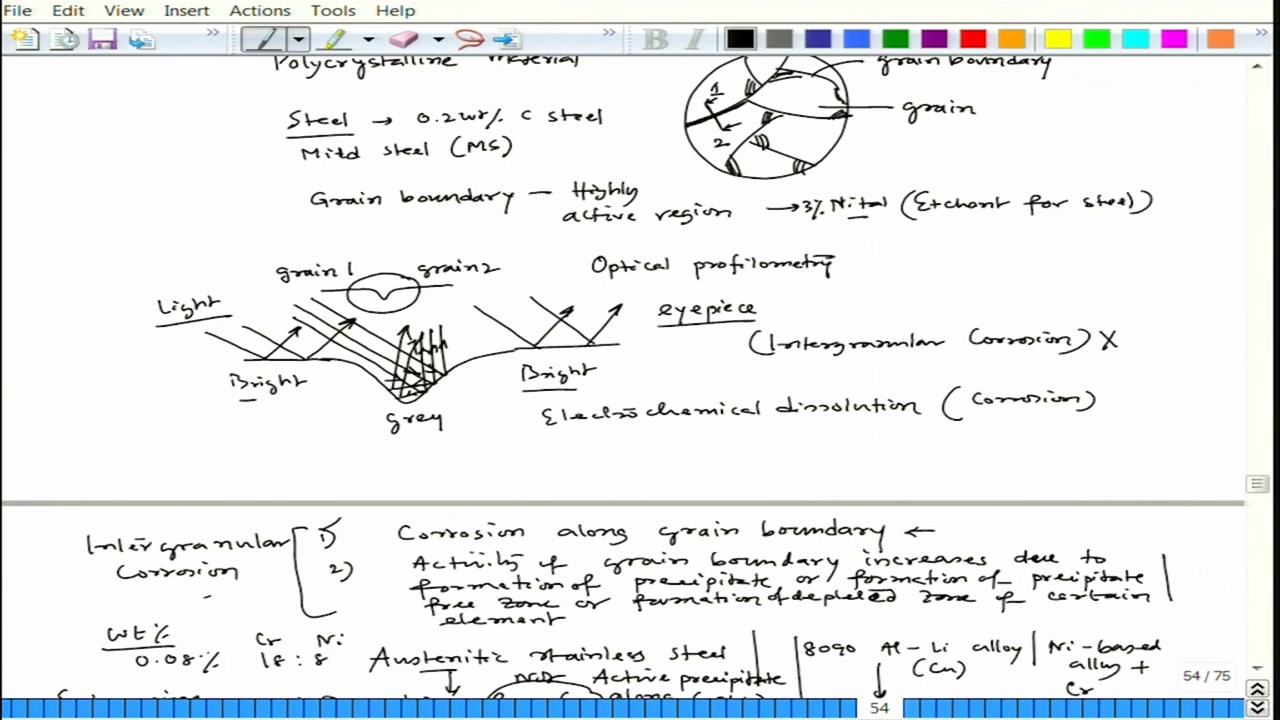 File Edit View Insert Actions Tools Help
Polycrystalline Material
grain boundary
Steel → 0.2wt% C steel
grain
1
2
Mild steel (MS)
Grain boundary — Highly active region → 3% Nital (Etchant for steel)
grain 1 grain 2
Optical profilometry
Light
eyepiece
(Intergranular Corrosion) X
Bright
Bright
grey
Electrochemical dissolution (Corrosion)
Intergranular Corrosion
1) Corrosion along grain boundary ←
2) Activity of grain boundary increases due to
formation of precipitate or formation of precipitate
free zone or formation of depleted zone of certain
element
wt%
0.08%
Cr Ni
18 : 8
Austenitic stainless steel
Active precipitate
along
8090 Al-Li alloy
(Cu)
Ni-based
alloy +
Cr
54 / 75
54